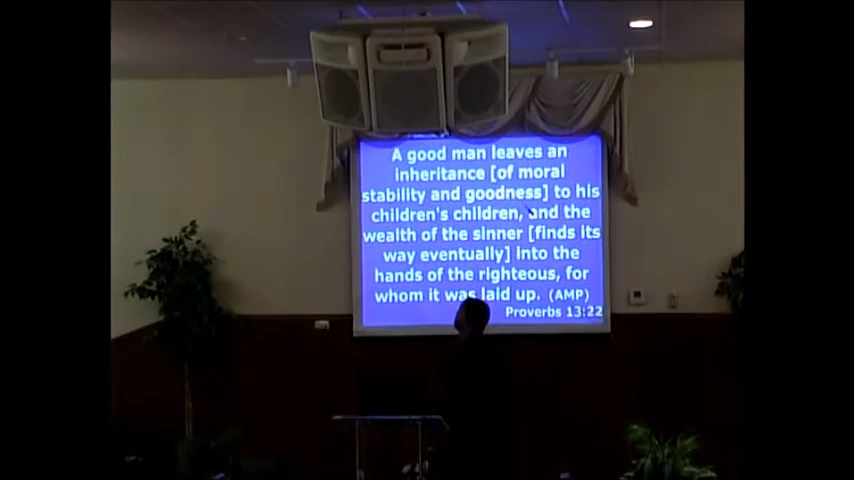 A good man leaves an
inheritance [of moral
stability and goodness] to his
children's children, and the
wealth of the sinner [finds its
way eventually] into the
hands of the righteous, for
whom it was laid up. (AMP)
Proverbs 13:22